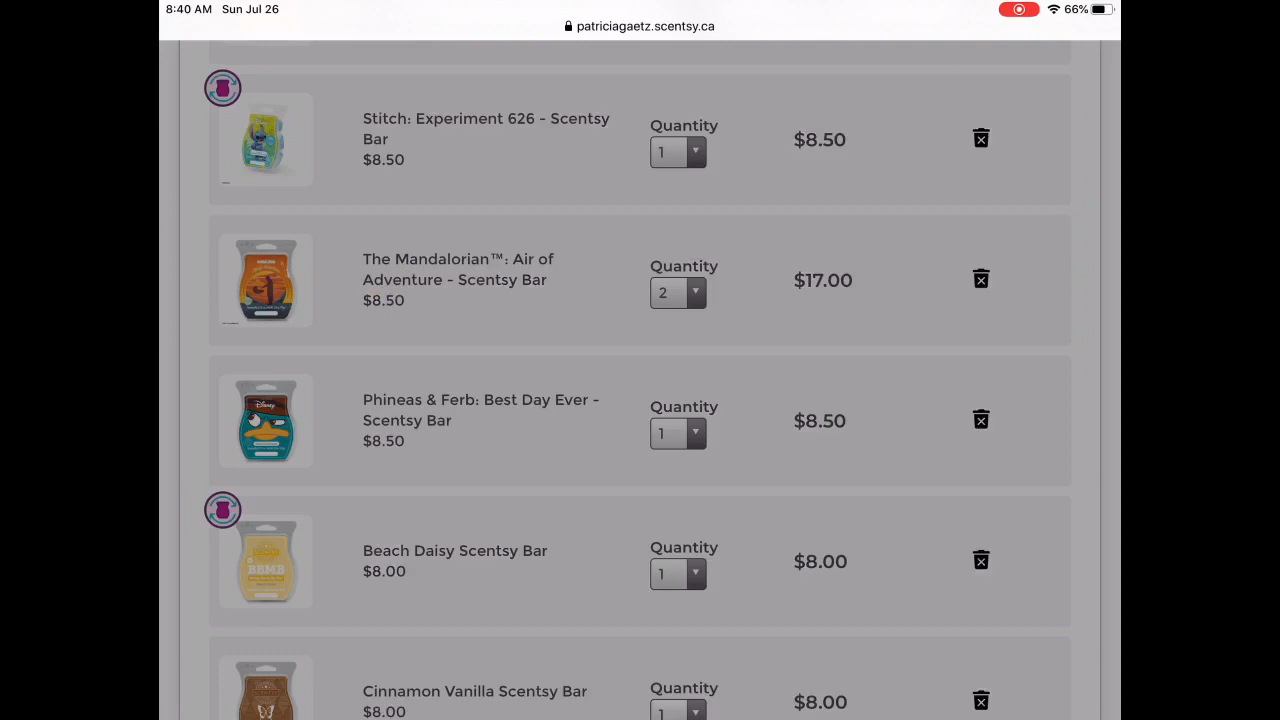 8:40 AM Sun Jul 26
66%
patriciagaetz.scentsy.ca
Stitch: Experiment 626 - Scentsy
Bar
$8.50
Quantity
1
$8.50
The Mandalorian™: Air of
Adventure - Scentsy Bar
$8.50
Quantity
2
$17.00
Disney
Phineas & Ferb: Best Day Ever -
Scentsy Bar
$8.50
Quantity
1
$8.50
BBMB
Beach Daisy Scentsy Bar
$8.00
Quantity
1
$8.00
Cinnamon Vanilla Scentsy Bar
$8.00
Quantity
1
$8.00